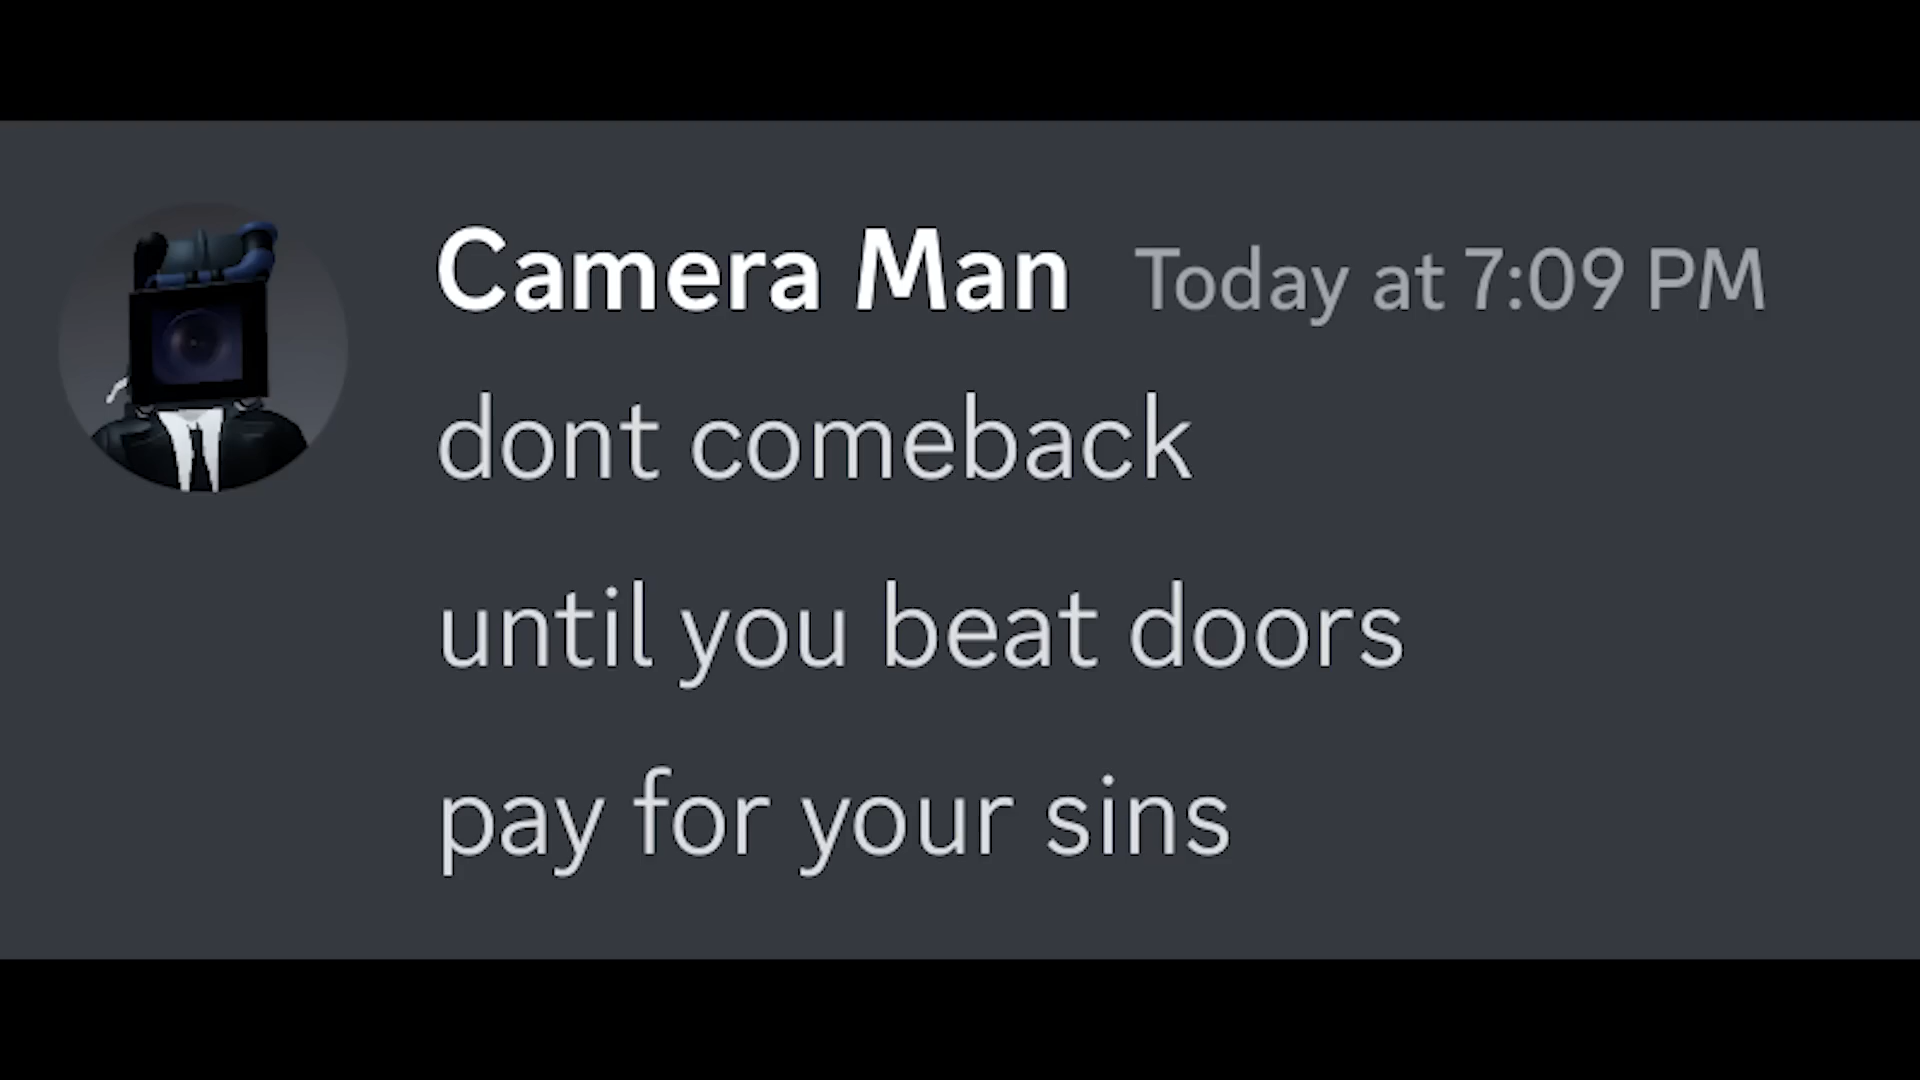 Camera Man Today at 7:09 PM
dont comeback
until you beat doors
pay for your sins